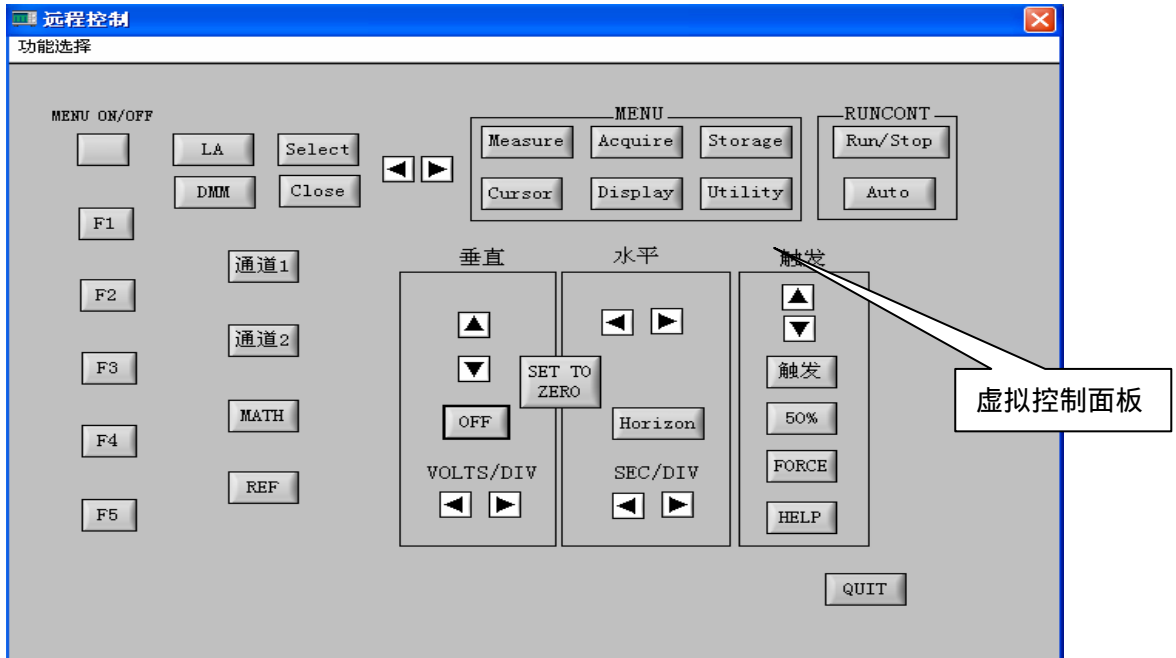 远程控制
功能选择
MENU ON/OFF
LA
Select
DMM
Close
MENU
Measure
Acquire
Storage
Cursor
Display
Utility
RUNCONT
Run/Stop
Auto
F1
F2
F3
F4
F5
通道1
通道2
MATH
REF
垂直
OFF
VOLTS/DIV
SET TO
ZERO
水平
Horizon
SEC/DIV
触发
触发
50%
FORCE
HELP
虚拟控制面板
QUIT